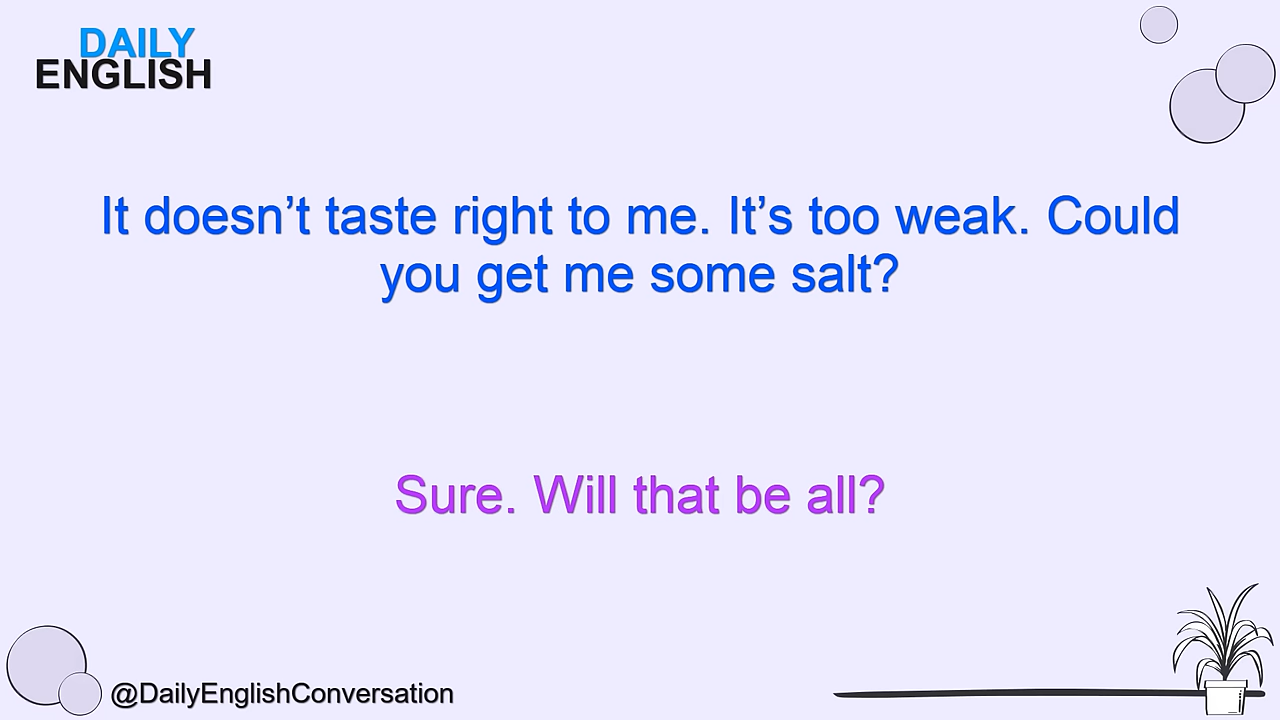 DAILY
ENGLISH
It doesn’t taste right to me. It’s too weak. Could
you get me some salt?
Sure. Will that be all?
@DailyEnglishConversation